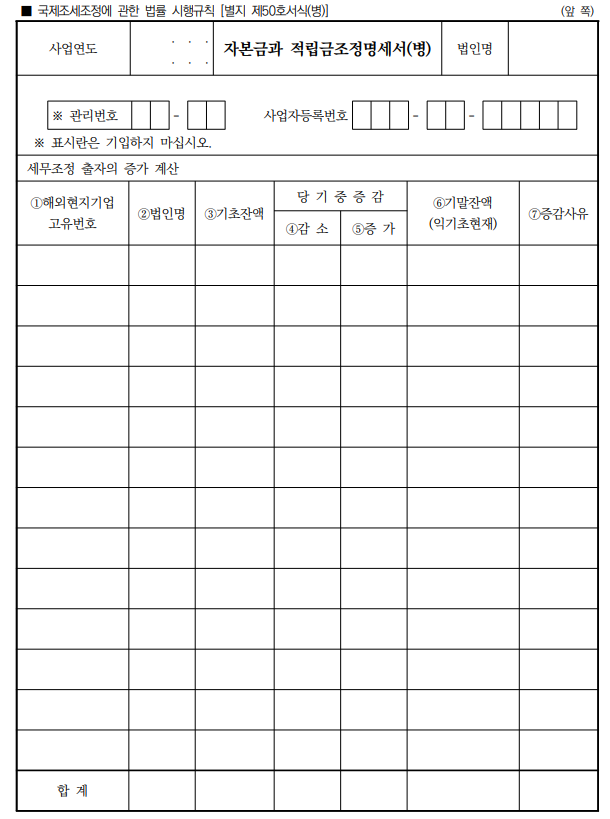 ■ 국제조세조정에 관한 법률 시행규칙 [별지 제50호서식(병)] (앞 쪽)
사업연도 . . . 자본금과 적립금조정명세서(병) 법인명
. . .
※ 관리번호 - 사업자등록번호 - -
※ 표시란은 기입하지 마십시오.
세무조정 출자의 증가 계산
①해외현지기업 고유번호 ②법인명 ③기초잔액 당 기 중 증 감 ⑥기말잔액 (익기초현재) ⑦증감사유
④감 소 ⑤증 가
합 계